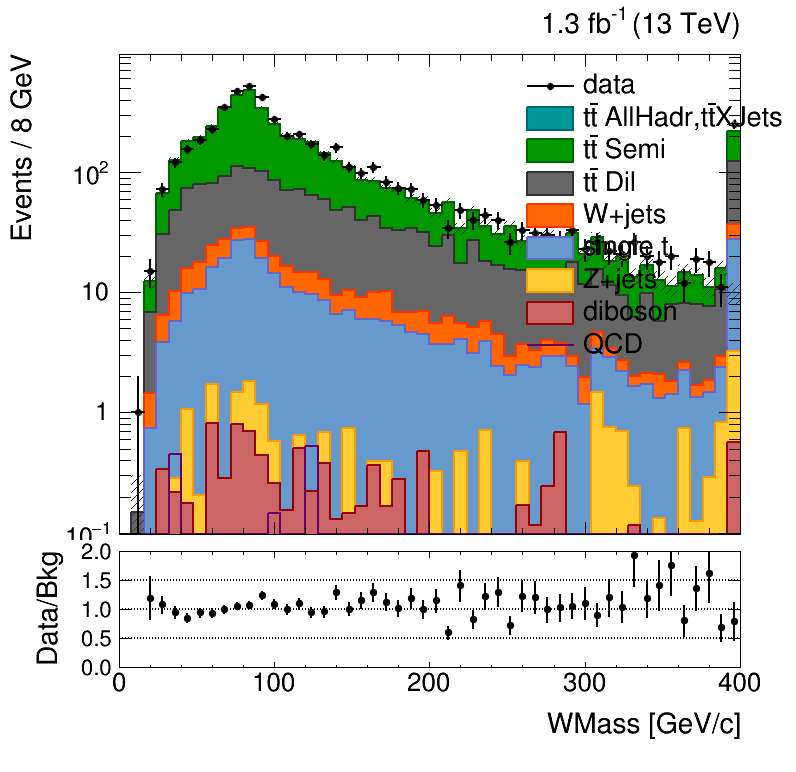 1.3 fb⁻¹ (13 TeV)
Events / 8 GeV
data
tt̄ AllHadr,tt̄XJets
tt̄ Semi
tt̄ Dil
W+jets
single t
Z+jets
diboson
QCD
10²
10
1
10⁻¹
Data/Bkg
2.0
1.5
1.0
0.5
0.0
0 100 200 300 400
WMass [GeV/c]